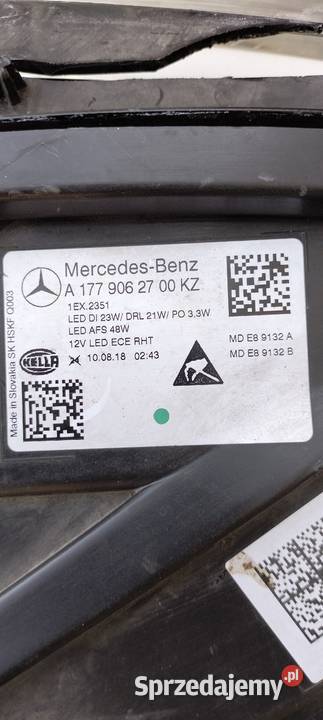 Mercedes-Benz
A 177 906 27 00 KZ
1EX.2351
LED DI 23W/ DRL 21W/ PO 3,3W
LED AFS 48W
12V LED ECE RHT
10.08.18 02:43
HELLA
MD E8 9132 A
MD E8 9132 B
Made in Slovakia SK HSKF Q003
Sprzedajemy.pl